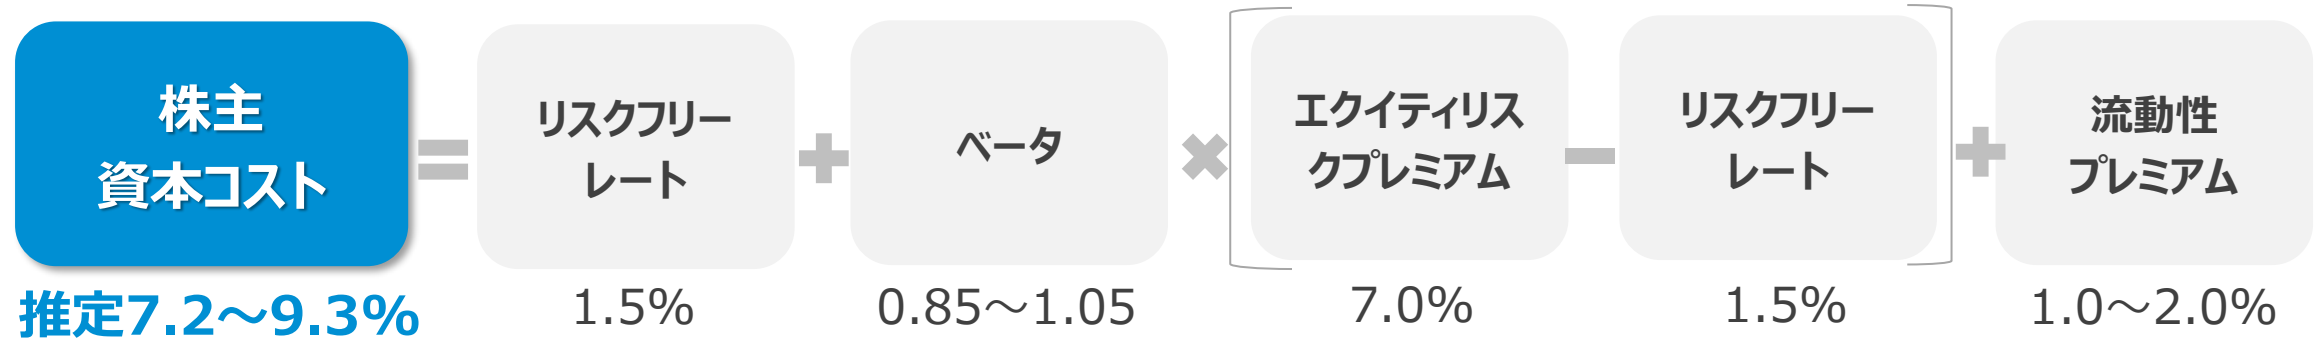 株主
資本コスト
推定7.2～9.3%
=
リスクフリー
レート
1.5%
+
ベータ
0.85～1.05
×
エクイティリス
クプレミアム
7.0%
−
リスクフリー
レート
1.5%
+
流動性
プレミアム
1.0～2.0%